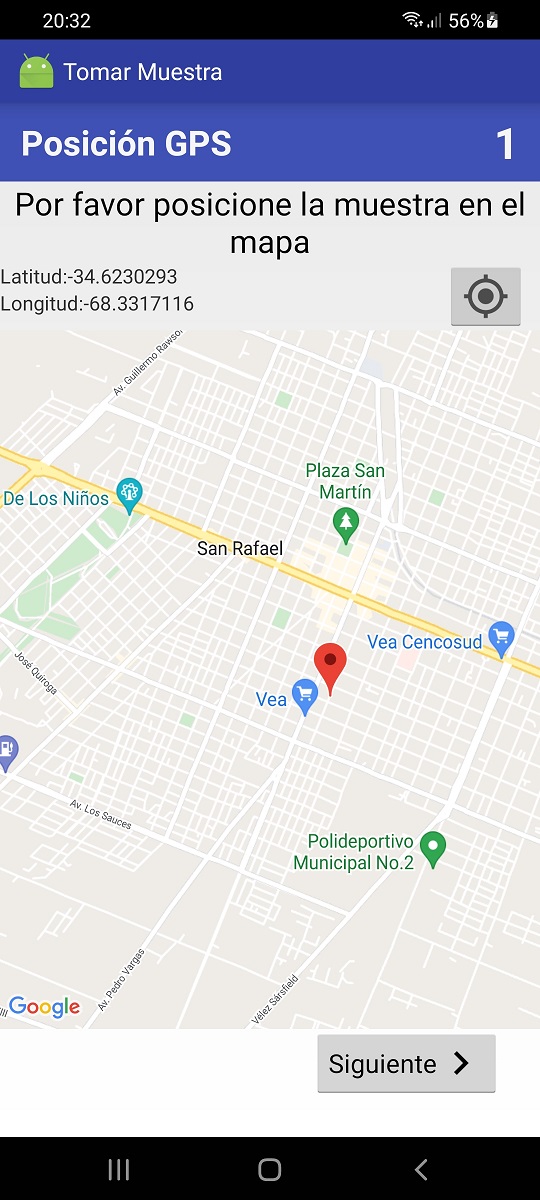 20:32
56%
Tomar Muestra
Posición GPS
1
Por favor posicione la muestra en el
mapa
Latitud:-34.6230293
Longitud:-68.3317116
Av. Guillermo Rawson
Plaza San
Martín
De Los Niños
San Rafael
Vea Cencosud
José Quiroga
Vea
Av. Los Sauces
Polideportivo
Municipal No.2
Av. Pedro Vargas
Vélez Sársfield
Google
Siguiente